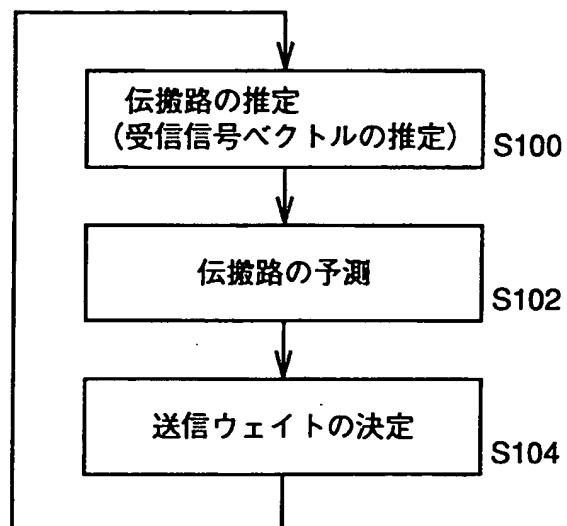 伝搬路の推定
（受信信号ベクトルの推定）
S100
伝搬路の予測
S102
送信ウェイトの決定
S104